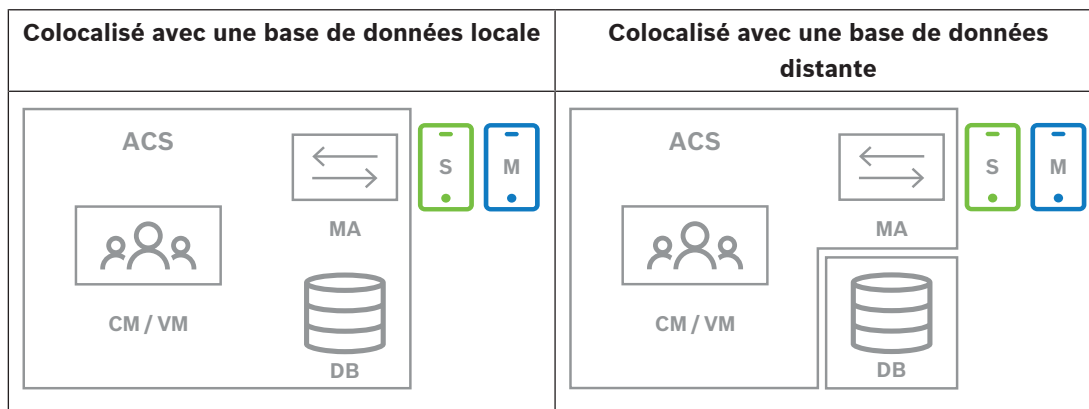 Colocalisé avec une base de données locale
Colocalisé avec une base de données
distante
ACS
S
M
MA
CM / VM
DB
ACS
S
M
MA
CM / VM
DB